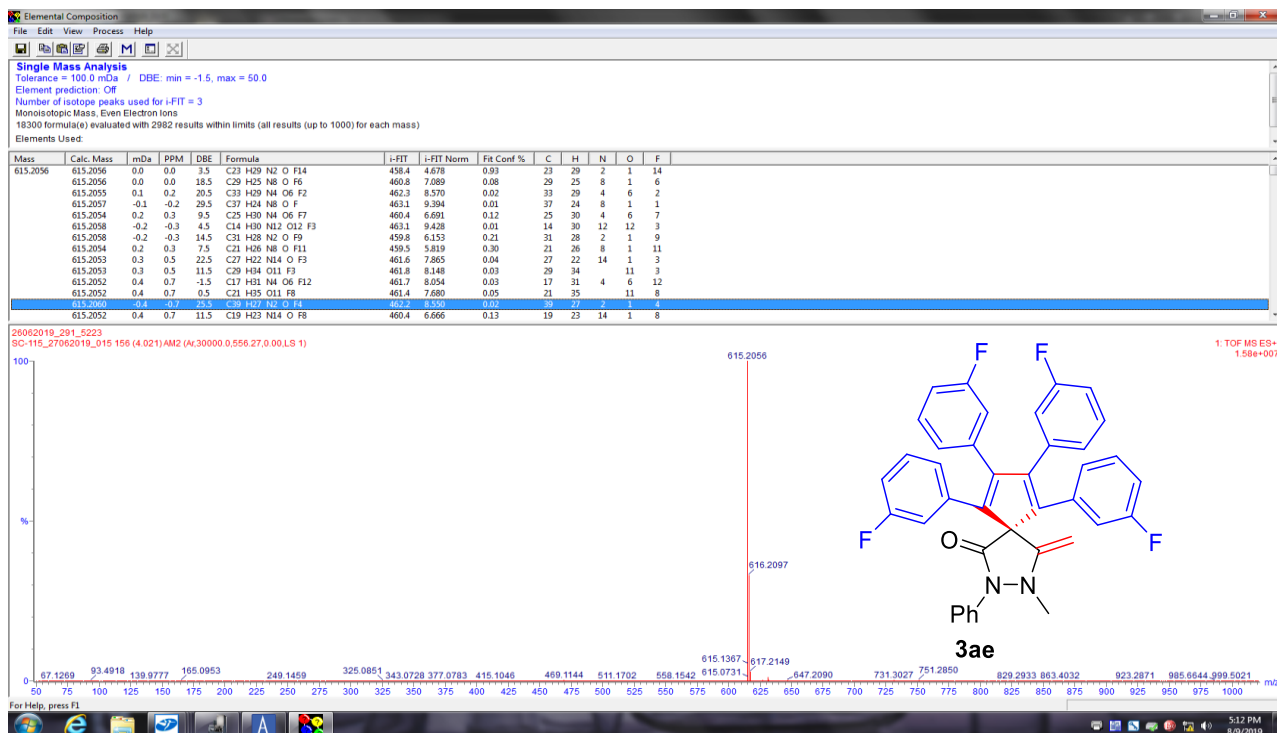 Elemental Composition
File Edit View Process Help
Single Mass Analysis
Tolerance = 100.0 mDa / DBE: min = -1.5, max = 50.0
Element prediction: Off
Number of isotope peaks used for i-FIT = 3
Monoisotopic Mass, Even Electron Ions
18300 formula(e) evaluated with 2982 results within limits (all results (up to 1000) for each mass)
Elements Used:
Mass Calc. Mass mDa PPM DBE Formula i-FIT i-FIT Norm Fit Conf % C H N O F
615.2056 615.2056 0.0 0.0 3.5 C23 H29 N2 O F14 458.4 4.678 0.93 23 29 2 1 14
615.2056 0.0 0.0 18.5 C29 H25 N8 O F6 460.8 7.089 0.08 29 25 8 1 6
615.2055 0.1 0.2 20.5 C33 H29 N4 O6 F2 462.3 8.570 0.02 33 29 4 6 2
615.2057 -0.1 -0.2 29.5 C37 H24 N8 O F 463.1 9.394 0.01 37 24 8 1 1
615.2054 0.2 0.3 9.5 C25 H30 N4 O6 F7 460.4 6.691 0.12 25 30 4 6 7
615.2058 -0.2 -0.3 4.5 C14 H30 N12 O12 F3 463.1 9.428 0.01 14 30 12 12 3
615.2058 -0.2 -0.3 14.5 C31 H28 N2 O F9 459.8 6.153 0.21 31 28 2 1 9
615.2054 0.2 0.3 7.5 C21 H26 N8 O F11 459.5 5.819 0.30 21 26 8 1 11
615.2053 0.3 0.5 22.5 C27 H22 N14 O F3 461.6 7.865 0.04 27 22 14 1 3
615.2053 0.3 0.5 11.5 C29 H34 O11 F3 461.8 8.148 0.03 29 34 11 3
615.2052 0.4 0.7 -1.5 C17 H31 N4 O6 F12 461.7 8.054 0.03 17 31 4 6 12
615.2052 0.4 0.7 0.5 C21 H35 O11 F8 461.4 7.680 0.05 21 35 11 8
615.2060 -0.4 -0.7 25.5 C39 H27 N2 O F4 462.2 8.550 0.02 39 27 2 1 4
615.2052 0.4 0.7 11.5 C19 H23 N14 O F8 460.4 6.666 0.13 19 23 14 1 8
26062019_291_5223
SC-115_27062019_015 156 (4.021) AM2 (Ar,30000.0,556.27,0.00,LS 1)
1: TOF MS ES+
1.58e+007
100
%
0
615.2056
616.2097
615.1367
617.2149
615.0731
67.1269 93.4918 139.9777 165.0953 249.1459 325.0851 343.0728 377.0783 415.1046 469.1144 511.1702 558.1542 647.2090 731.3027 751.2850 829.2933 863.4032 923.2871 985.6644 999.5021
m/z
50 75 100 125 150 175 200 225 250 275 300 325 350 375 400 425 450 475 500 525 550 575 600 625 650 675 700 725 750 775 800 825 850 875 900 925 950 975 1000
F F
F F
O
N N
Ph
3ae
For Help, press F1
5:12 PM
8/9/2019